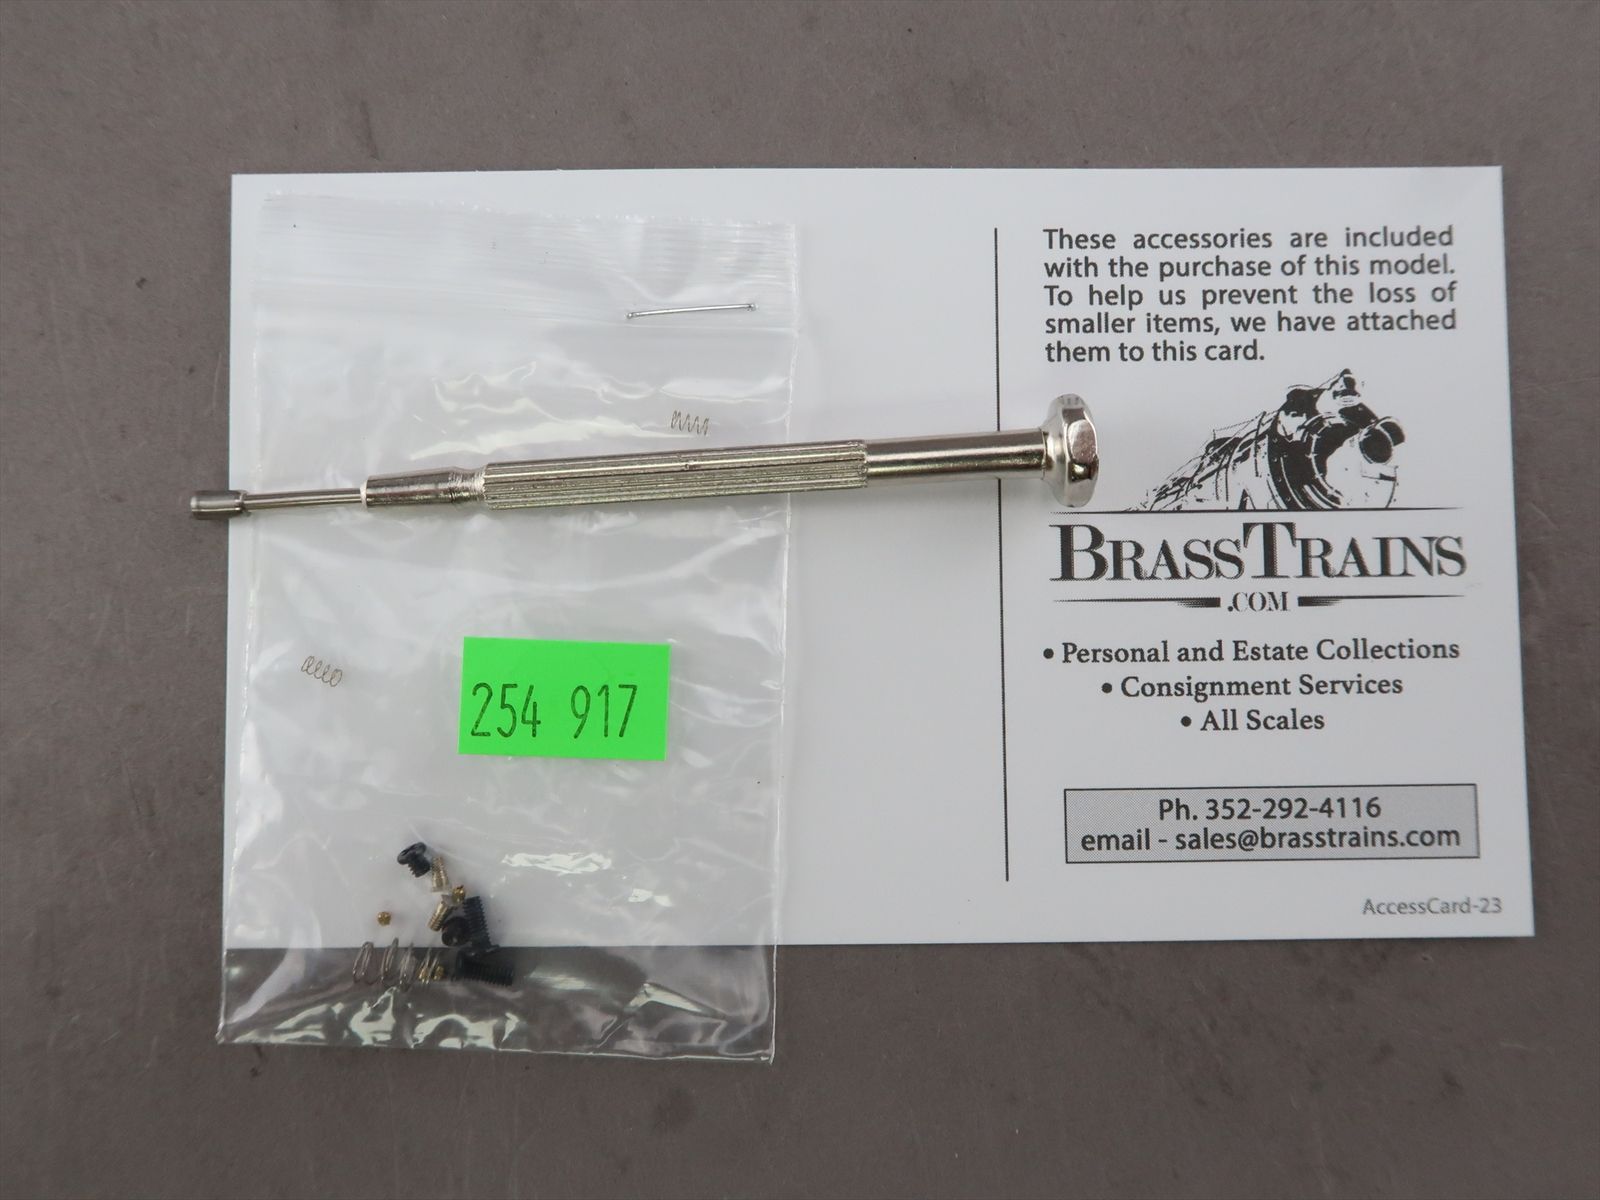 These accessories are included
with the purchase of this model.
To help us prevent the loss of
smaller items, we have attached
them to this card.
BRASSTRAINS
.COM
• Personal and Estate Collections
• Consignment Services
• All Scales
Ph. 352-292-4116
email - sales@brasstrains.com
AccessCard-23
254 917